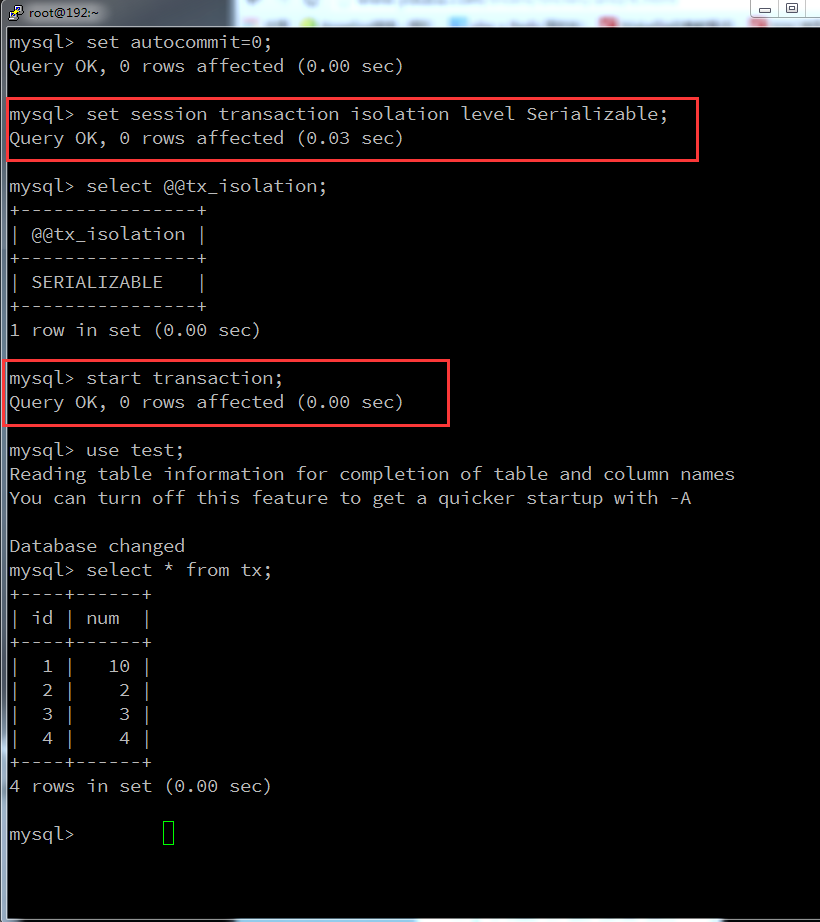 root@192:~
mysql> set autocommit=0;
Query OK, 0 rows affected (0.00 sec)
mysql> set session transaction isolation level Serializable;
Query OK, 0 rows affected (0.03 sec)
mysql> select @@tx_isolation;
+----------------+
| @@tx_isolation |
+----------------+
| SERIALIZABLE   |
+----------------+
1 row in set (0.00 sec)
mysql> start transaction;
Query OK, 0 rows affected (0.00 sec)
mysql> use test;
Reading table information for completion of table and column names
You can turn off this feature to get a quicker startup with -A
Database changed
mysql> select * from tx;
+----+------+
| id | num  |
+----+------+
|  1 |   10 |
|  2 |    2 |
|  3 |    3 |
|  4 |    4 |
+----+------+
4 rows in set (0.00 sec)
mysql>